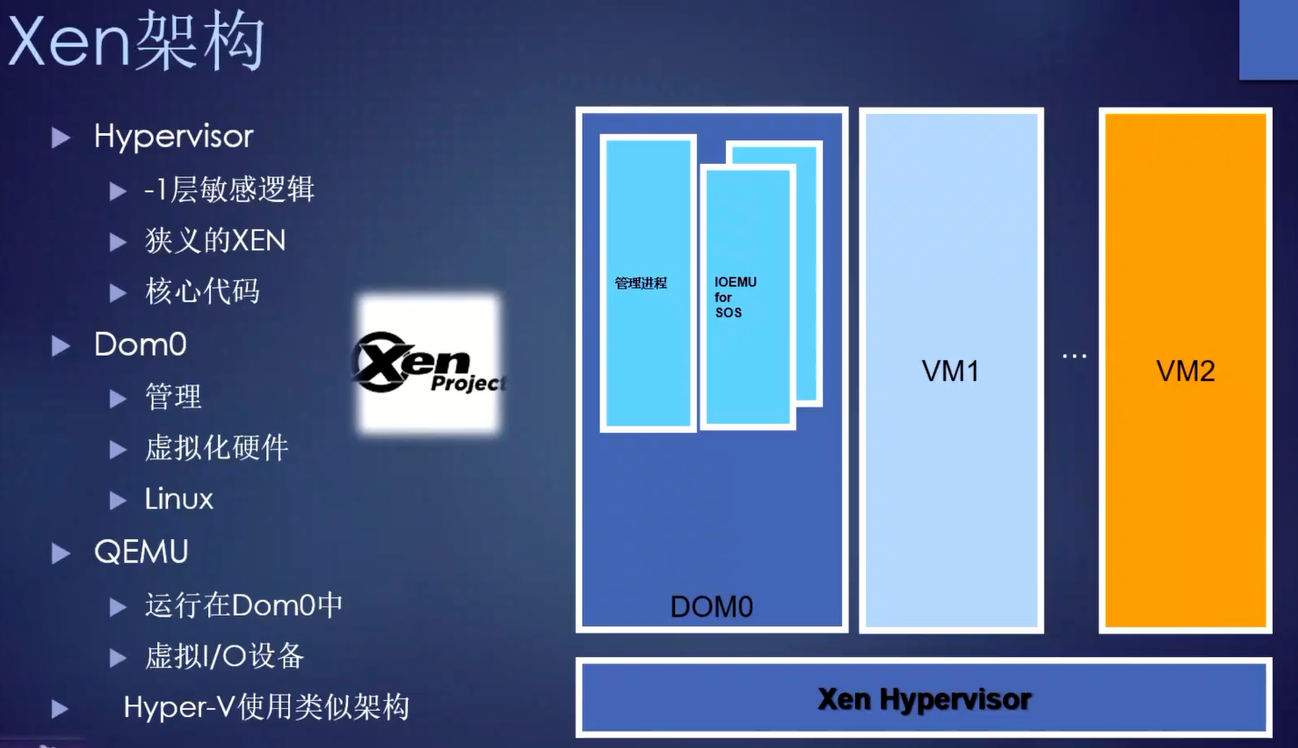 Xen架构
Hypervisor
-1层敏感逻辑
狭义的XEN
核心代码
Dom0
管理
虚拟化硬件
Linux
QEMU
运行在Dom0中
虚拟I/O设备
Hyper-V使用类似架构
Xen
Project
管理进程
IOEMU
for
SOS
DOM0
VM1
...
VM2
Xen Hypervisor